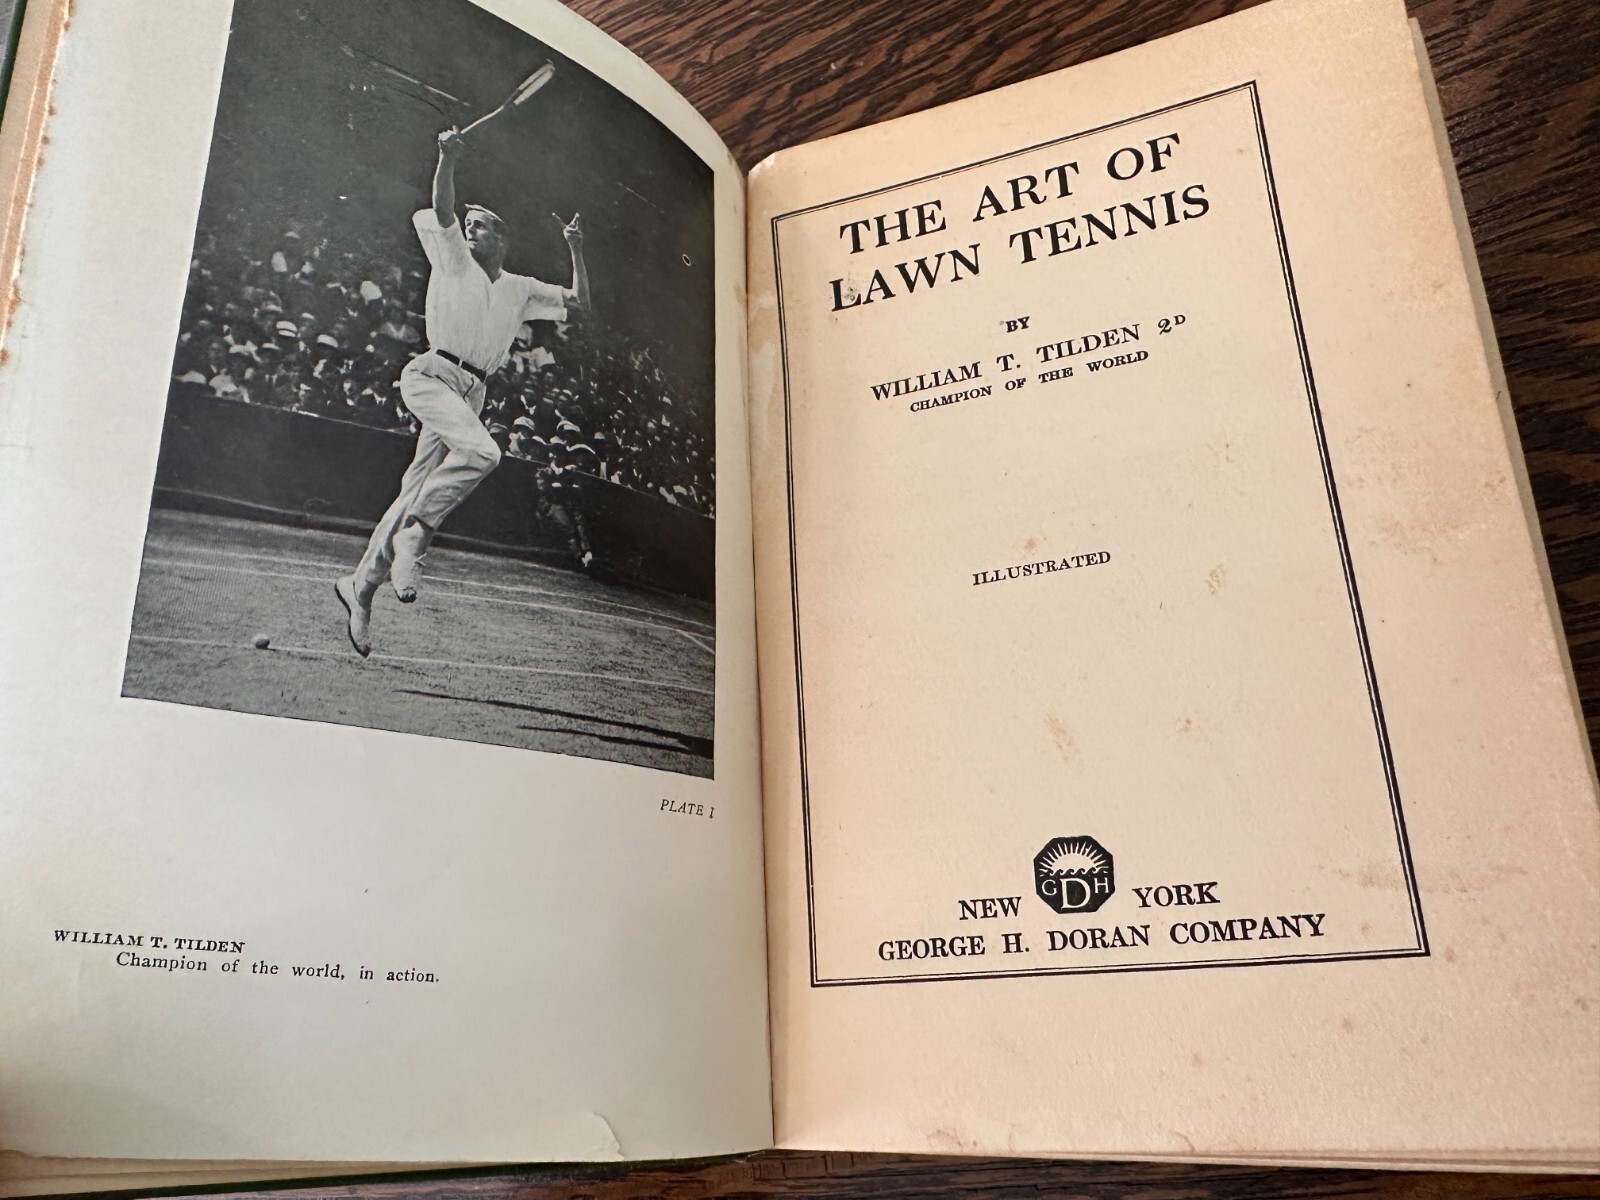 PLATE I
WILLIAM T. TILDEN
Champion of the world, in action.
THE ART OF
LAWN TENNIS
BY
WILLIAM T. TILDEN 2D
CHAMPION OF THE WORLD
ILLUSTRATED
GDH
NEW YORK
GEORGE H. DORAN COMPANY